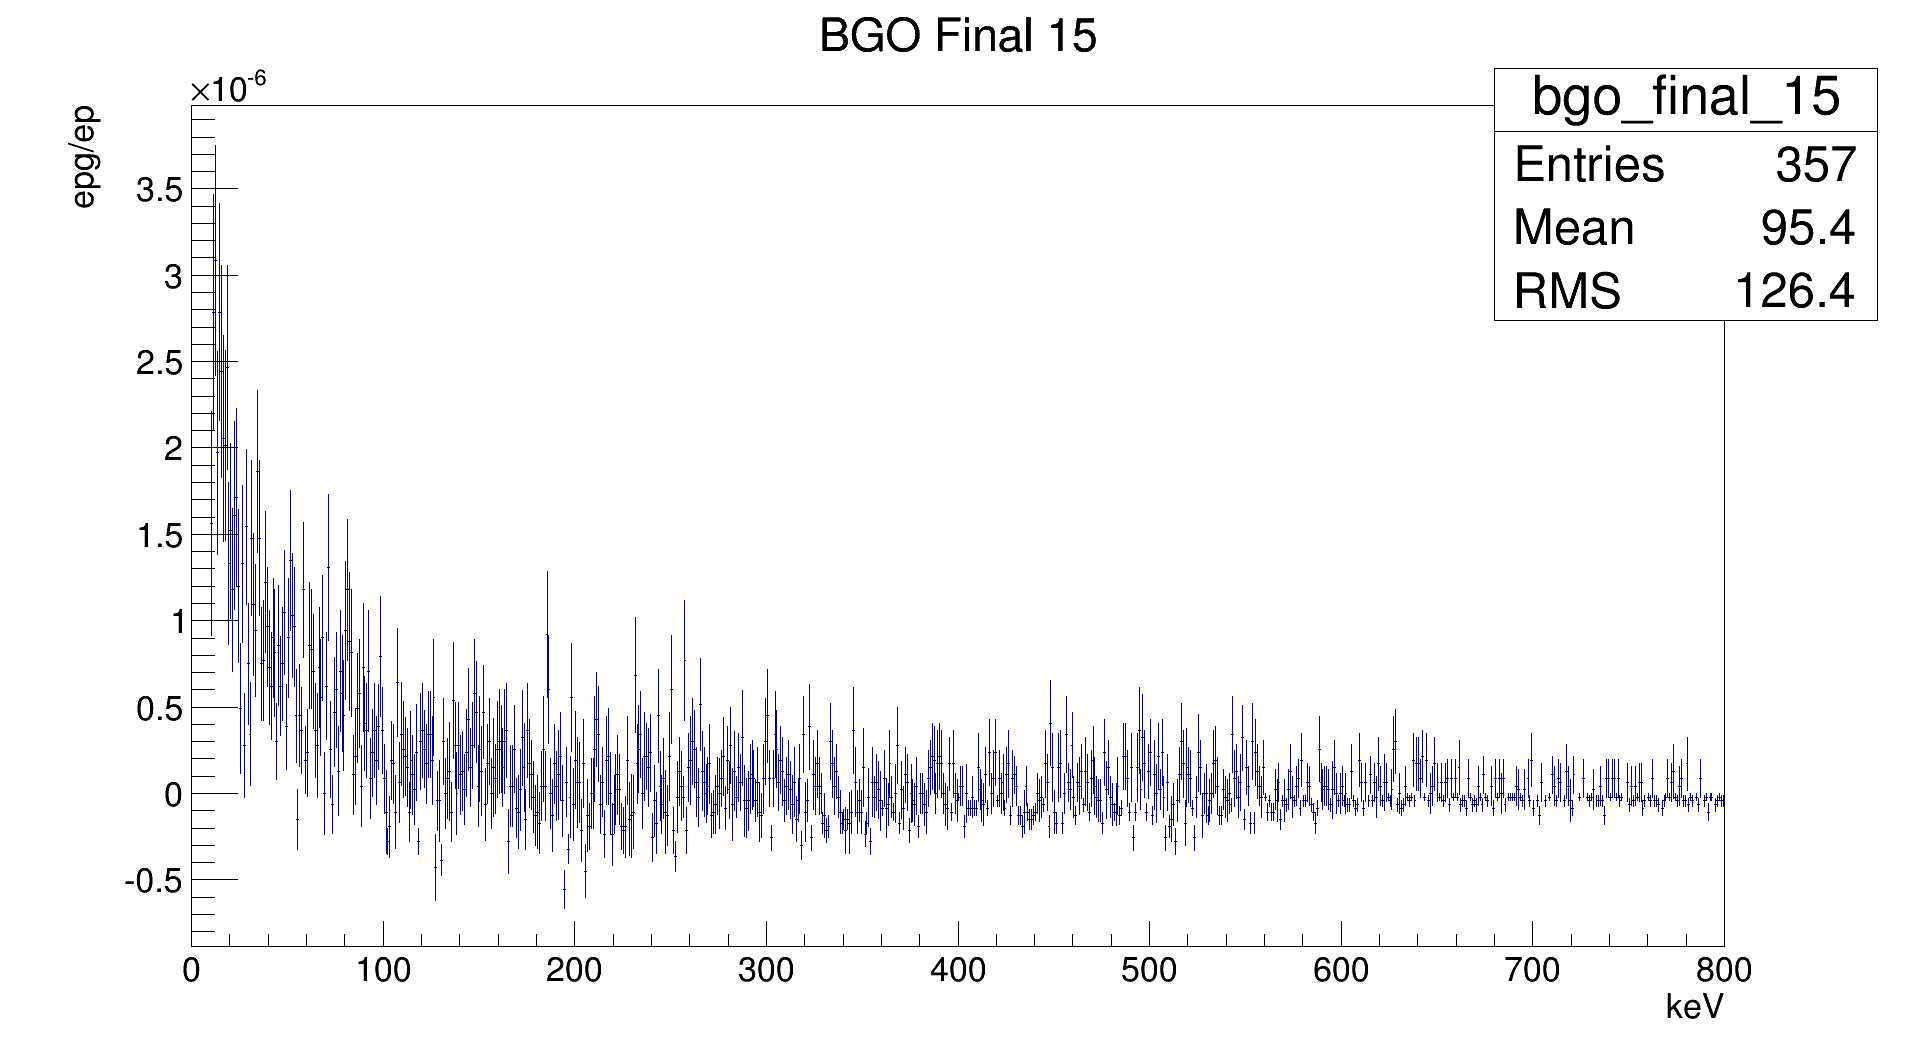 BGO Final 15
×10-6
epg/ep
bgo_final_15
Entries 357
Mean 95.4
RMS 126.4
3.5
3
2.5
2
1.5
1
0.5
0
-0.5
0 100 200 300 400 500 600 700 800
keV